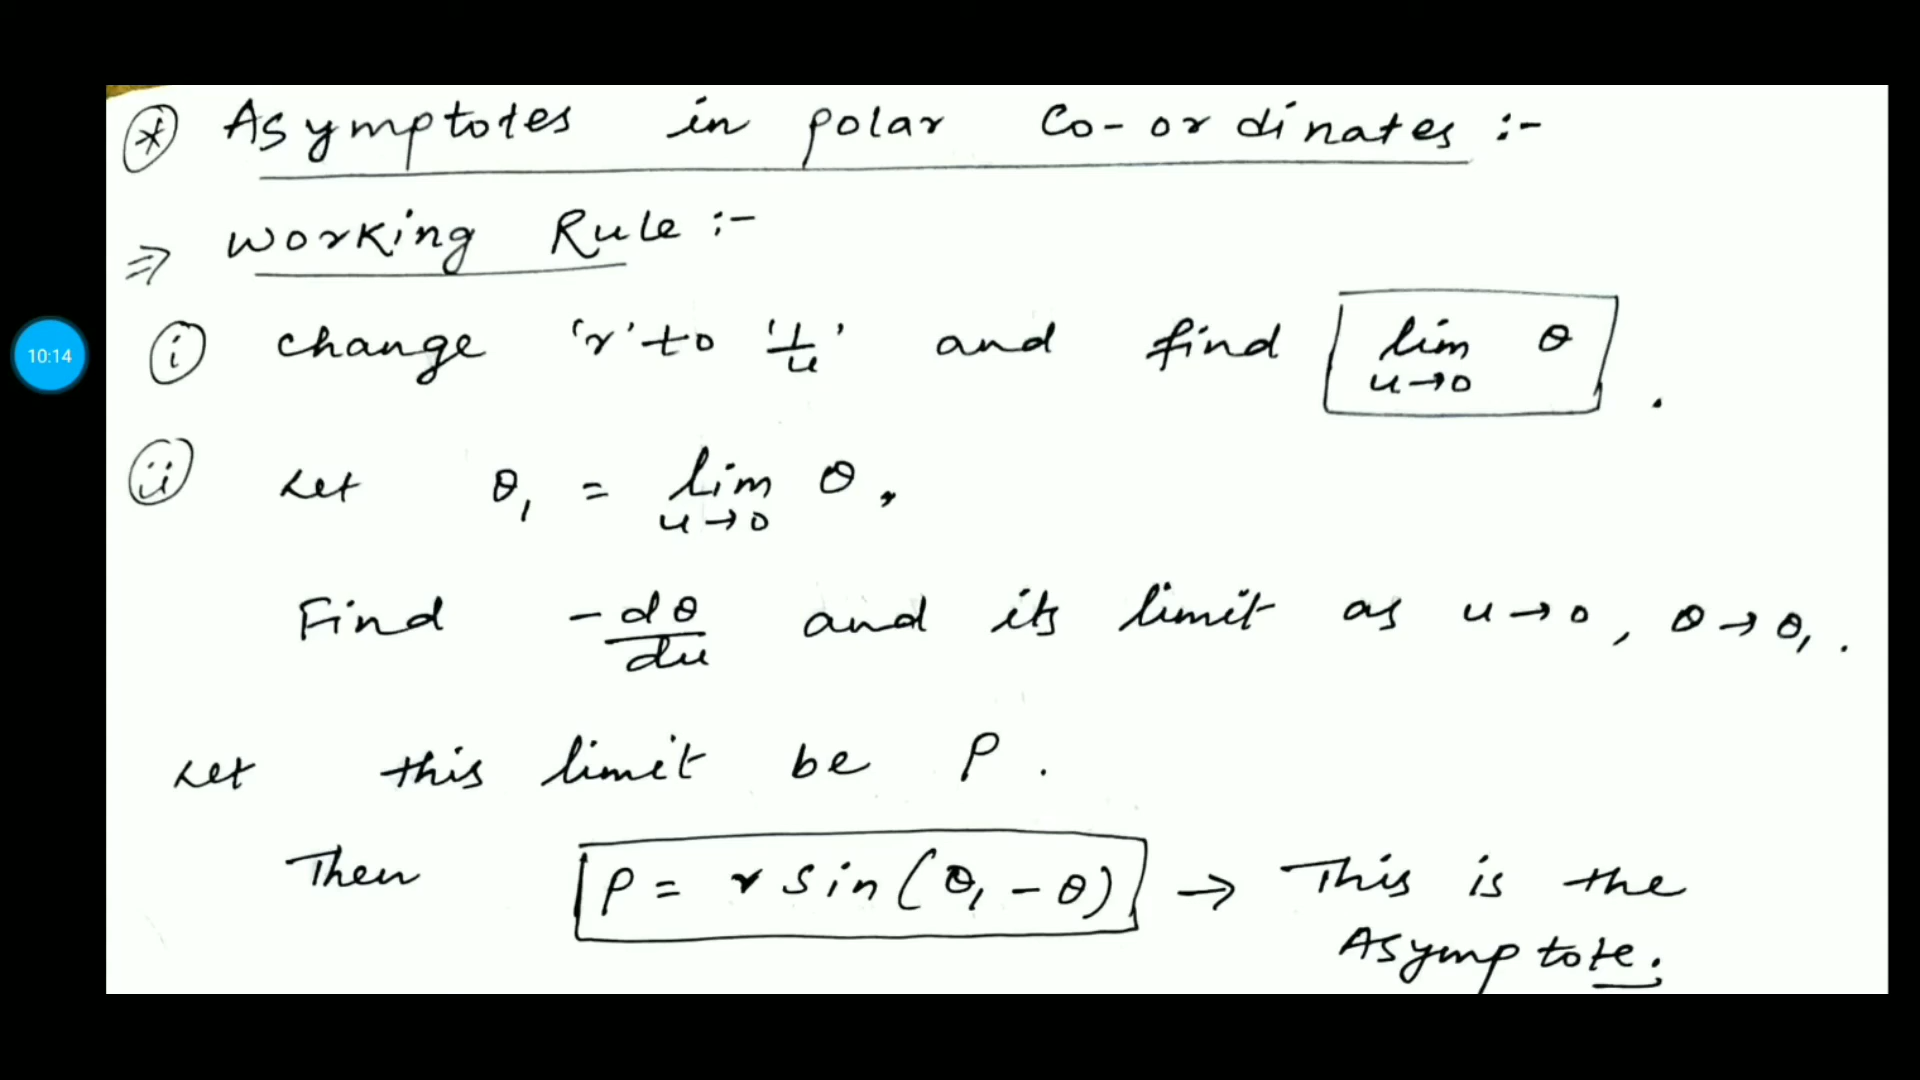 * Asymptotes in polar Co-ordinates :-
⇒ Working Rule :-
10:14
i change 'r' to '1/u' and find lim u→0 θ .
ii Let θ₁ = lim u→0 θ ,
Find -dθ/du and its limit as u→0 , θ→θ₁ .
Let this limit be P .
Then P = r sin(θ₁ - θ) → This is the
Asymptote.